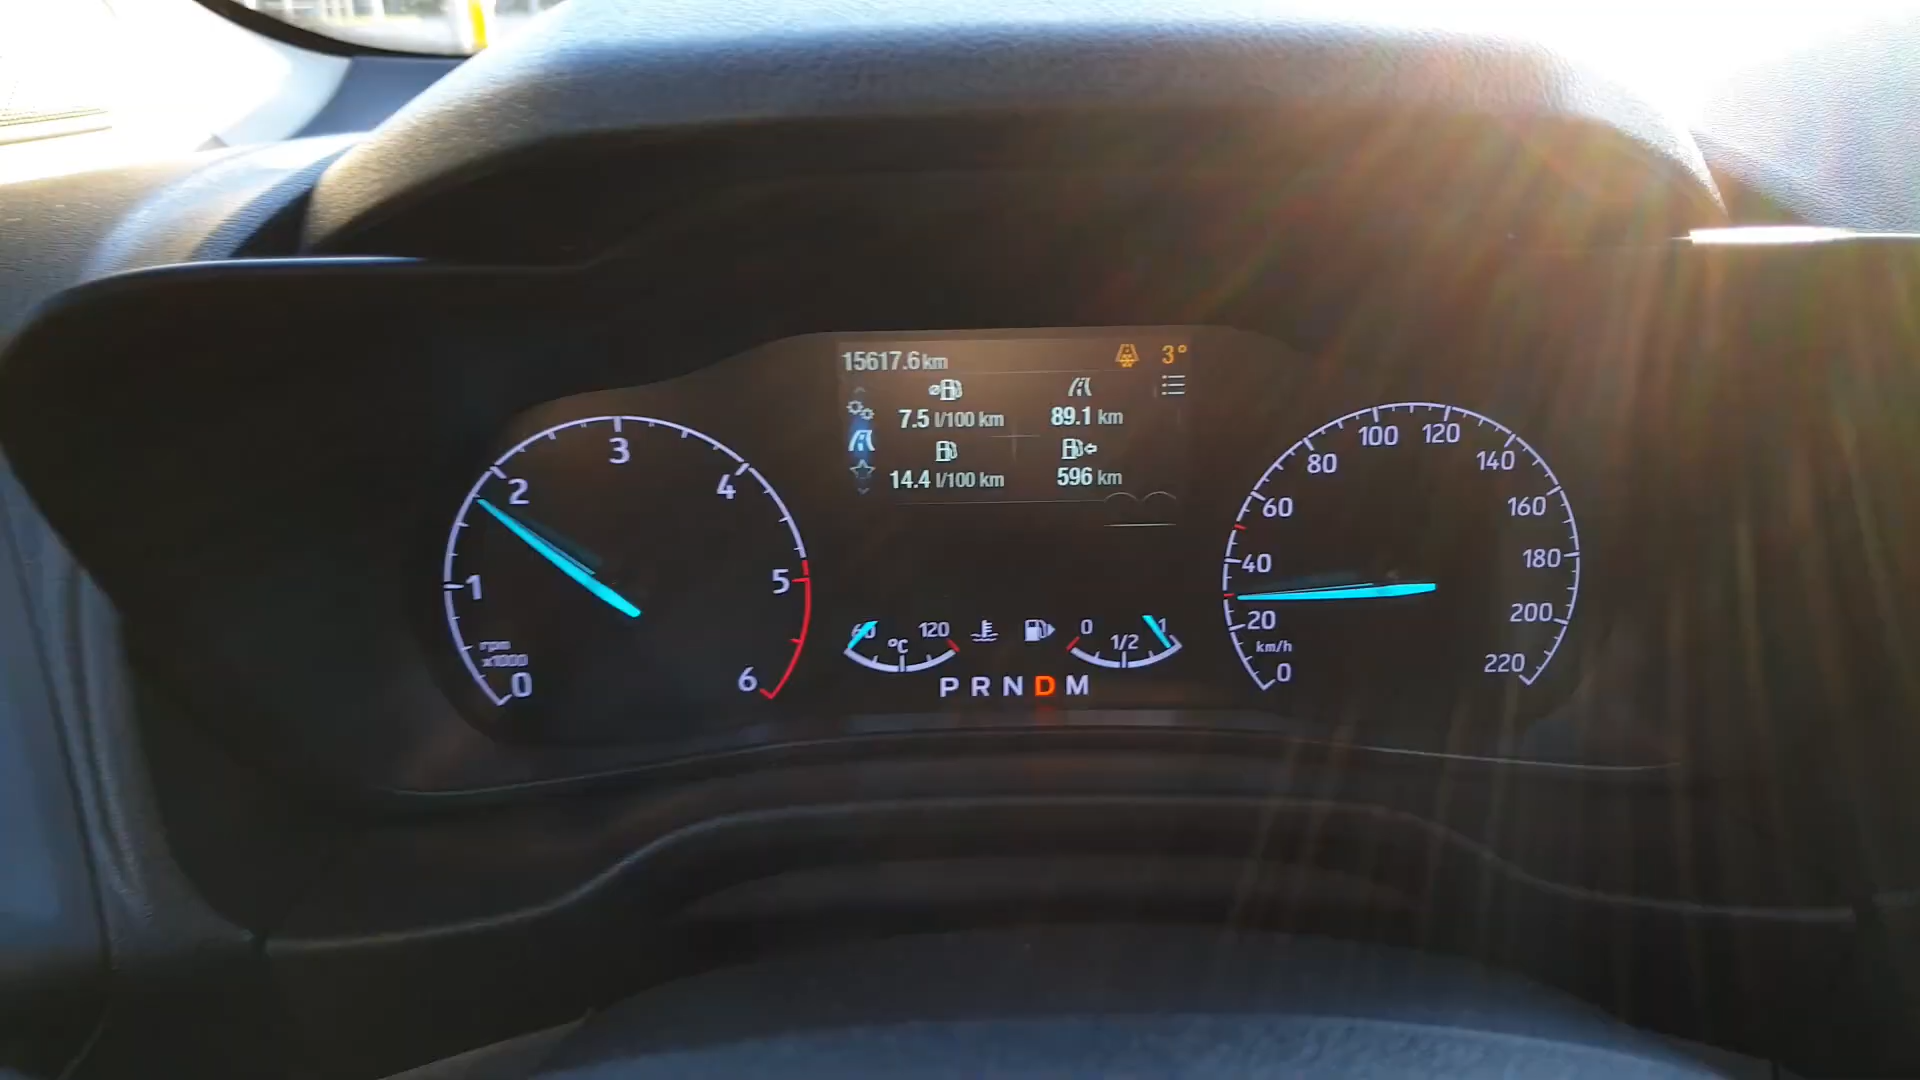 15617.6 km
3°
7.5 l/100 km
89.1 km
14.4 l/100 km
596 km
0
1
2
3
4
5
6
rpm
x1000
60
120
°C
0
1/2
1
P R N D M
0
20
40
60
80
100
120
140
160
180
200
220
km/h